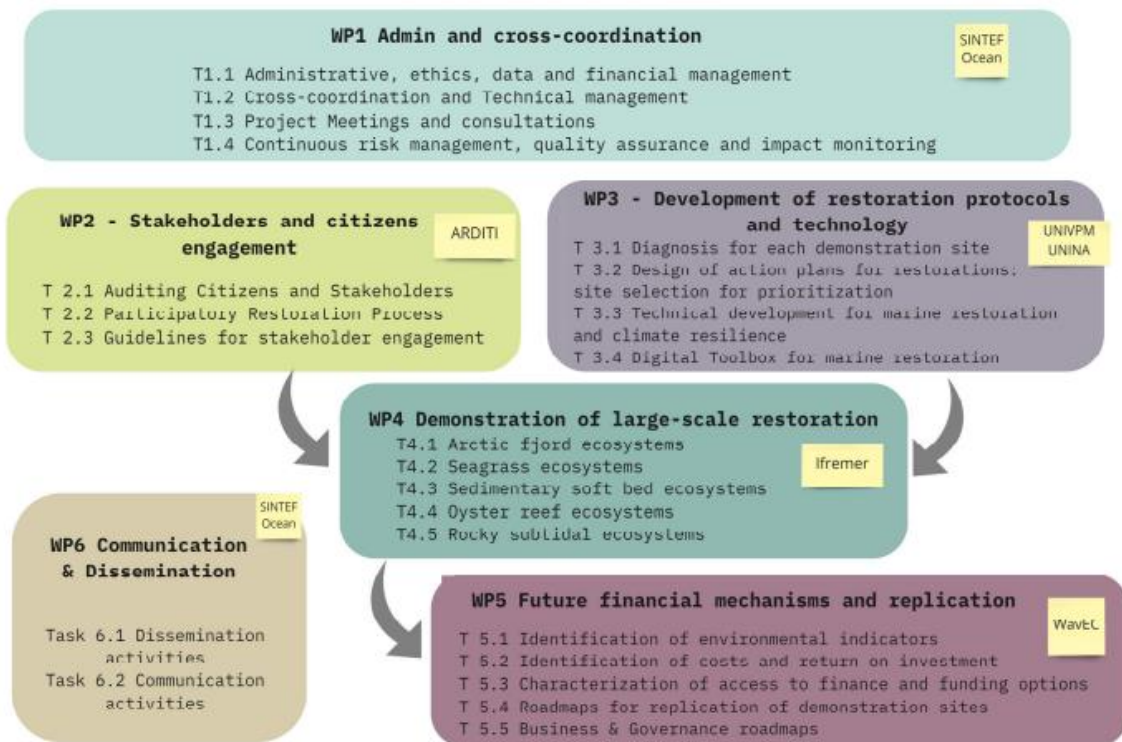 WP1 Admin and cross-coordination
SINTEF
Ocean
T1.1 Administrative, ethics, data and financial management
T1.2 Cross-coordination and Technical management
T1.3 Project Meetings and consultations
T1.4 Continuous risk management, quality assurance and impact monitoring
WP2 - Stakeholders and citizens
engagement
ARDITI
T 2.1 Auditing Citizens and Stakeholders
T 2.2 Participatory Restoration Process
T 2.3 Guidelines for stakeholder engagement
WP3 - Development of restoration protocols
and technology
UNIVPM
UNINA
T 3.1 Diagnosis for each demonstration site
T 3.2 Design of action plans for restorations;
site selection for prioritization
T 3.3 Technical development for marine restoration
and climate resilience
T 3.4 Digital Toolbox for marine restoration
WP4 Demonstration of large-scale restoration
Ifremer
T4.1 Arctic fjord ecosystems
T4.2 Seagrass ecosystems
T4.3 Sedimentary soft bed ecosystems
T4.4 Oyster reef ecosystems
T4.5 Rocky subtidal ecosystems
SINTEF
Ocean
WP6 Communication
& Dissemination
Task 6.1 Dissemination
activities
Task 6.2 Communication
activities
WP5 Future financial mechanisms and replication
WavEC
T 5.1 Identification of environmental indicators
T 5.2 Identification of costs and return on investment
T 5.3 Characterization of access to finance and funding options
T 5.4 Roadmaps for replication of demonstration sites
T 5.5 Business & Governance roadmaps